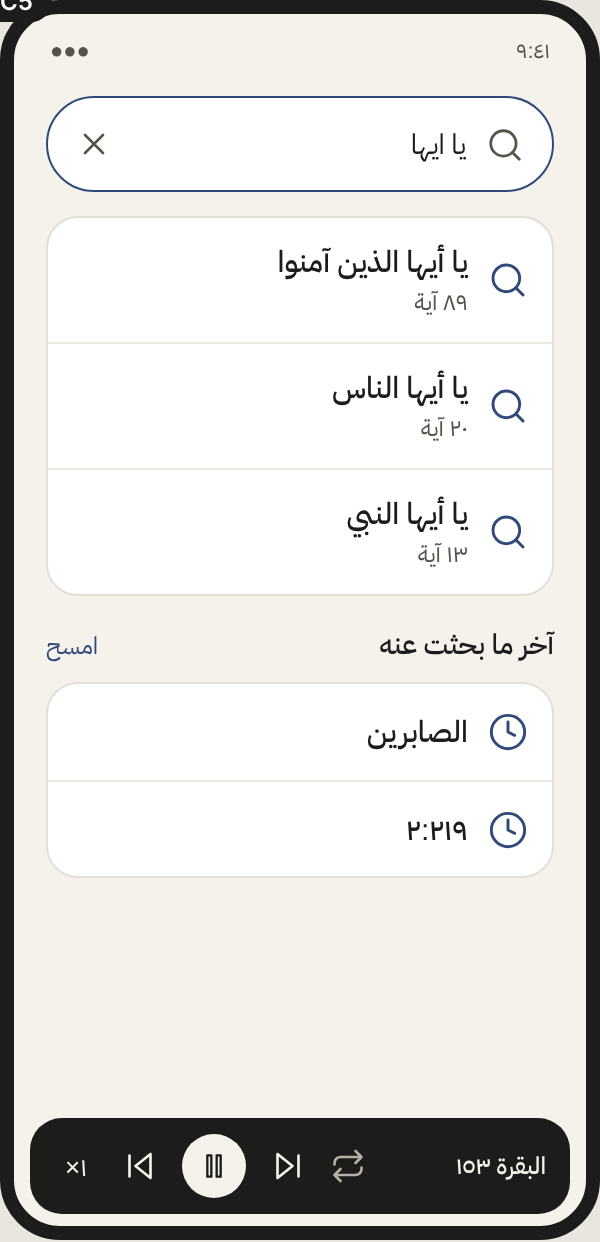 C5
٩:٤١
يا ايها
يا أيها الذين آمنوا
٨٩ آية
يا أيها الناس
٢٠ آية
يا أيها النبي
١٣ آية
آخر ما بحثت عنه
امسح
الصابرين
٢:٢١٩
البقرة ١٥٣
١×